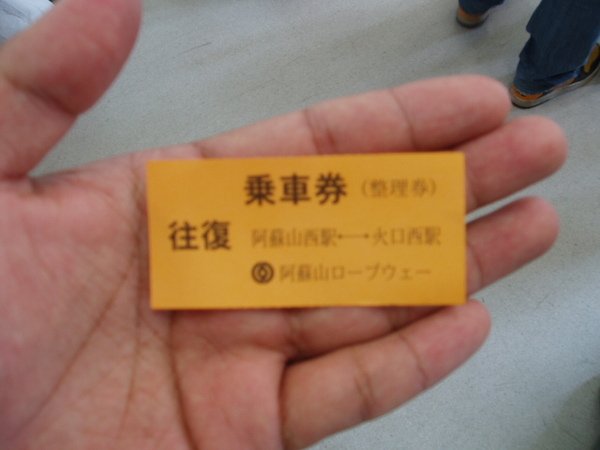 乗車券(整理券)
往復 阿蘇山西駅←→火口西駅
阿蘇山ロープウェー